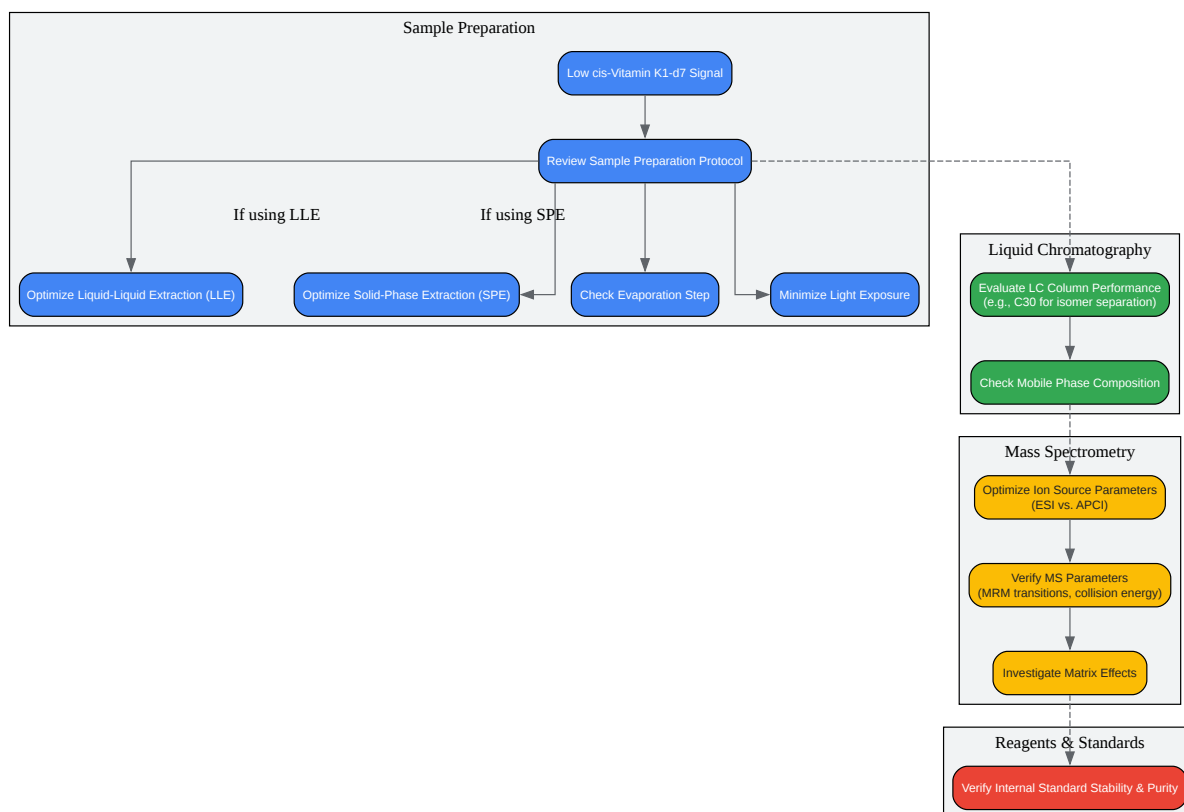 Sample Preparation
Low cis-Vitamin K1-d7 Signal
Review Sample Preparation Protocol
If using LLE
If using SPE
Optimize Liquid-Liquid Extraction (LLE)
Optimize Solid-Phase Extraction (SPE)
Check Evaporation Step
Minimize Light Exposure
Liquid Chromatography
Evaluate LC Column Performance
(e.g., C30 for isomer separation)
Check Mobile Phase Composition
Mass Spectrometry
Optimize Ion Source Parameters
(ESI vs. APCI)
Verify MS Parameters
(MRM transitions, collision energy)
Investigate Matrix Effects
Reagents & Standards
Verify Internal Standard Stability & Purity